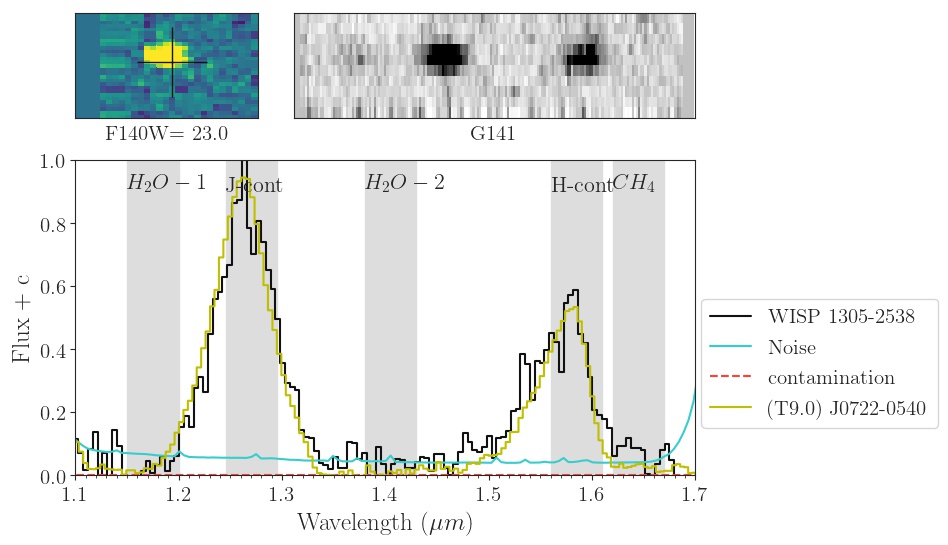 F140W= 23.0
G141
1.0
0.8
0.6
0.4
0.2
0.0
Flux + c
H₂O − 1
J-cont
H₂O − 2
H-cont
CH₄
1.1 1.2 1.3 1.4 1.5 1.6 1.7
Wavelength (μm)
WISP 1305-2538
Noise
contamination
(T9.0) J0722-0540